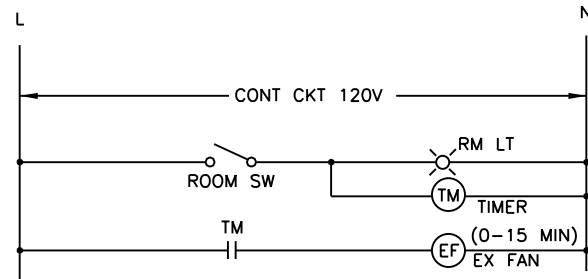 L
N
CONT CKT 120V
RM LT
ROOM SW
TM
TIMER
TM
EF
(0-15 MIN)
EX FAN